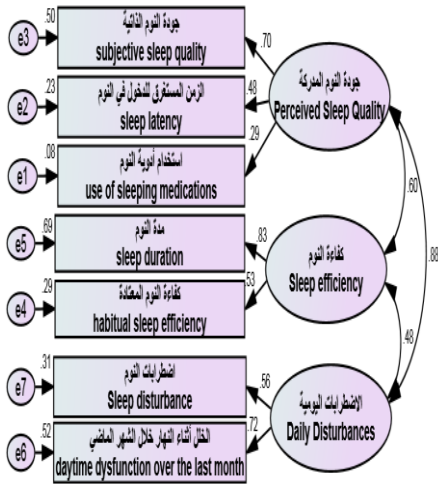 .50
e3
جودة النوم الذاتية
subjective sleep quality
.70
.23
e2
الزمن المستغرق للدخول في النوم
sleep latency
.48
جودة النوم المدركة
Perceived Sleep Quality
.08
e1
استخدام أدوية النوم
use of sleeping medications
.29
.60
.88
.69
e5
مدة النوم
sleep duration
.83
كفاءة النوم
Sleep efficiency
.29
e4
كفاءة النوم المعتادة
habitual sleep efficiency
.53
.48
.31
e7
اضطرابات النوم
Sleep disturbance
.56
الاضطرابات اليومية
Daily Disturbances
.52
e6
الخلل أثناء النهار خلال الشهر الماضي
daytime dysfunction over the last month
.72